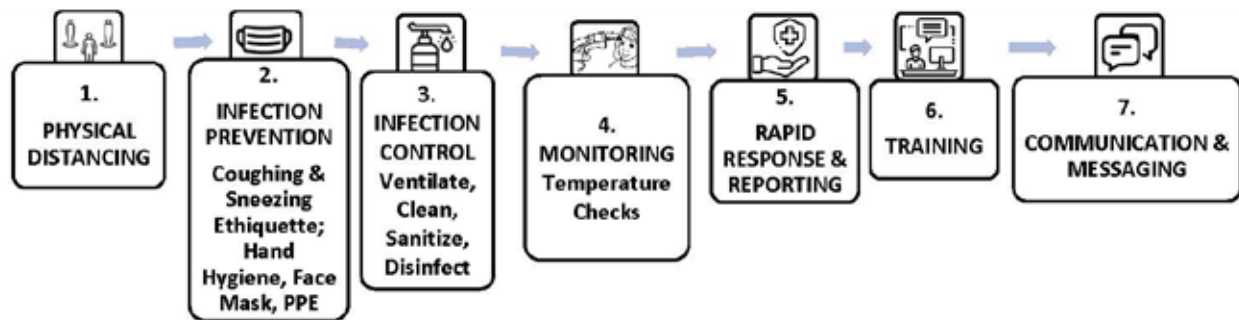 1.
PHYSICAL
DISTANCING
2.
INFECTION
PREVENTION
Coughing &
Sneezing
Ethiquette;
Hand
Hygiene, Face
Mask, PPE
3.
INFECTION
CONTROL
Ventilate,
Clean,
Sanitize,
Disinfect
4.
MONITORING
Temperature
Checks
5.
RAPID
RESPONSE &
REPORTING
6.
TRAINING
7.
COMMUNICATION &
MESSAGING